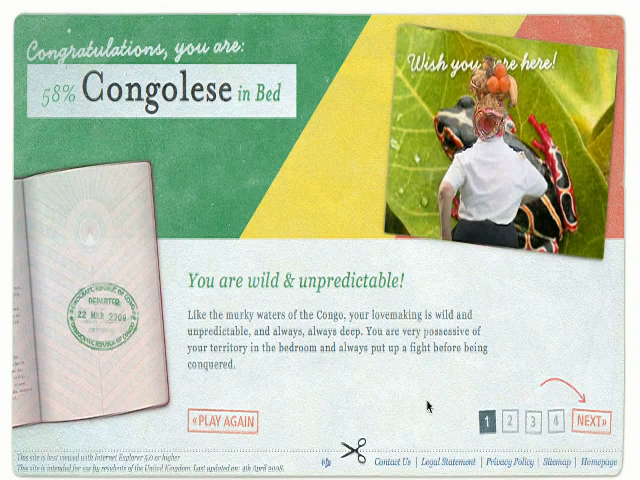 Congratulations, you are:
58% Congolese in Bed
Wish you were here!
DEPARTED
22 MAR 2008
You are wild & unpredictable!
Like the murky waters of the Congo, your lovemaking is wild and
unpredictable, and always, always deep. You are very possessive of
your territory in the bedroom and always put up a fight before being
conquered.
«PLAY AGAIN
1 2 3 4 NEXT»
This site is best viewed with Internet Explorer 5.0 or higher
This site is intended for use by residents of the United Kingdom. Last updated on: 4th April 2008.
Contact Us | Legal Statement | Privacy Policy | Sitemap | Homepage